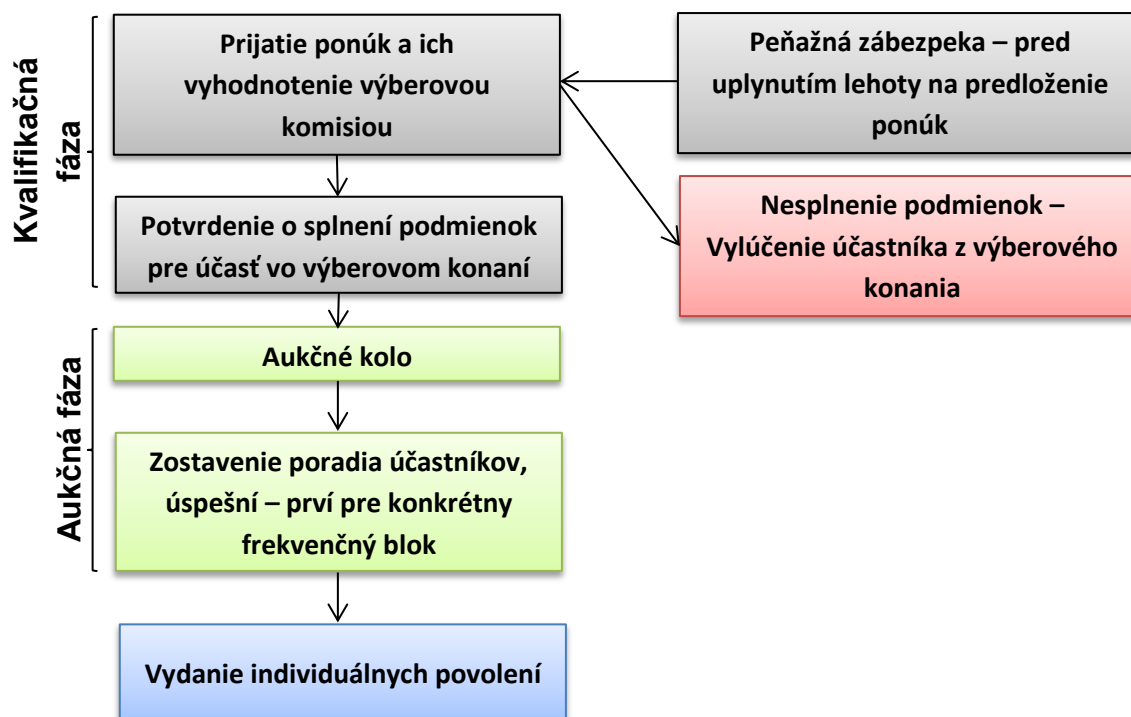 Kvalifikačná
fáza
Prijatie ponúk a ich
vyhodnotenie výberovou
komisiou
Peňažná zábezpeka – pred
uplynutím lehoty na predloženie
ponúk
Nesplnenie podmienok –
Vylúčenie účastníka z výberového
konania
Potvrdenie o splnení podmienok
pre účasť vo výberovom konaní
Aukčná fáza
Aukčné kolo
Zostavenie poradia účastníkov,
úspešní – prví pre konkrétny
frekvenčný blok
Vydanie individuálnych povolení